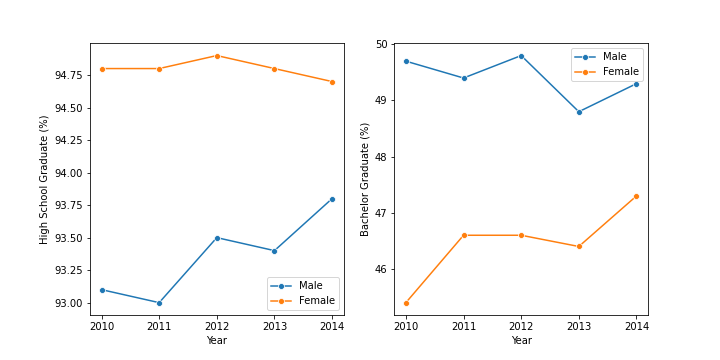 High School Graduate (%)
94.75
94.50
94.25
94.00
93.75
93.50
93.25
93.00
2010 2011 2012 2013 2014
Year
Male
Female
Bachelor Graduate (%)
50
49
48
47
46
2010 2011 2012 2013 2014
Year
Male
Female